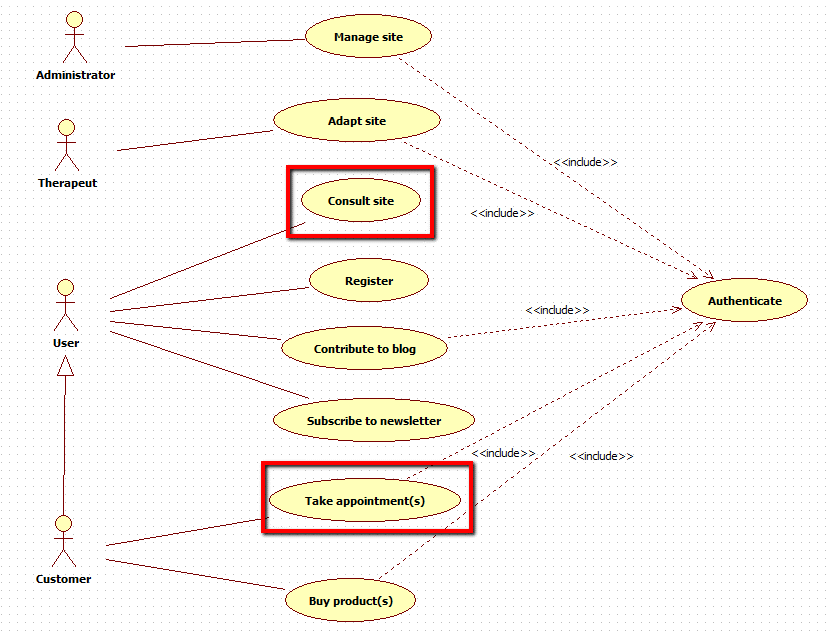 Manage site
Administrator
Adapt site
<<include>>
Therapeut
Consult site
<<include>>
Register
Authenticate
<<include>>
User
Contribute to blog
Subscribe to newsletter
<<include>>
<<include>>
Take appointment(s)
Customer
Buy product(s)